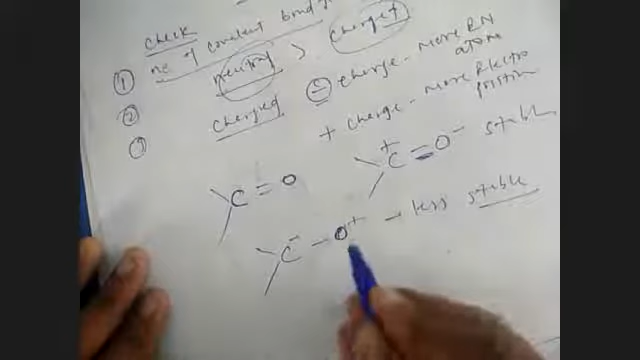 check
① no of covalent bond
② neutral > charged
③ charged ⊖ charge - more EN atom
+ charge - more Electro positive
C = O
+ C = O⁻ stable
C⁻ - O⁺ - less stable